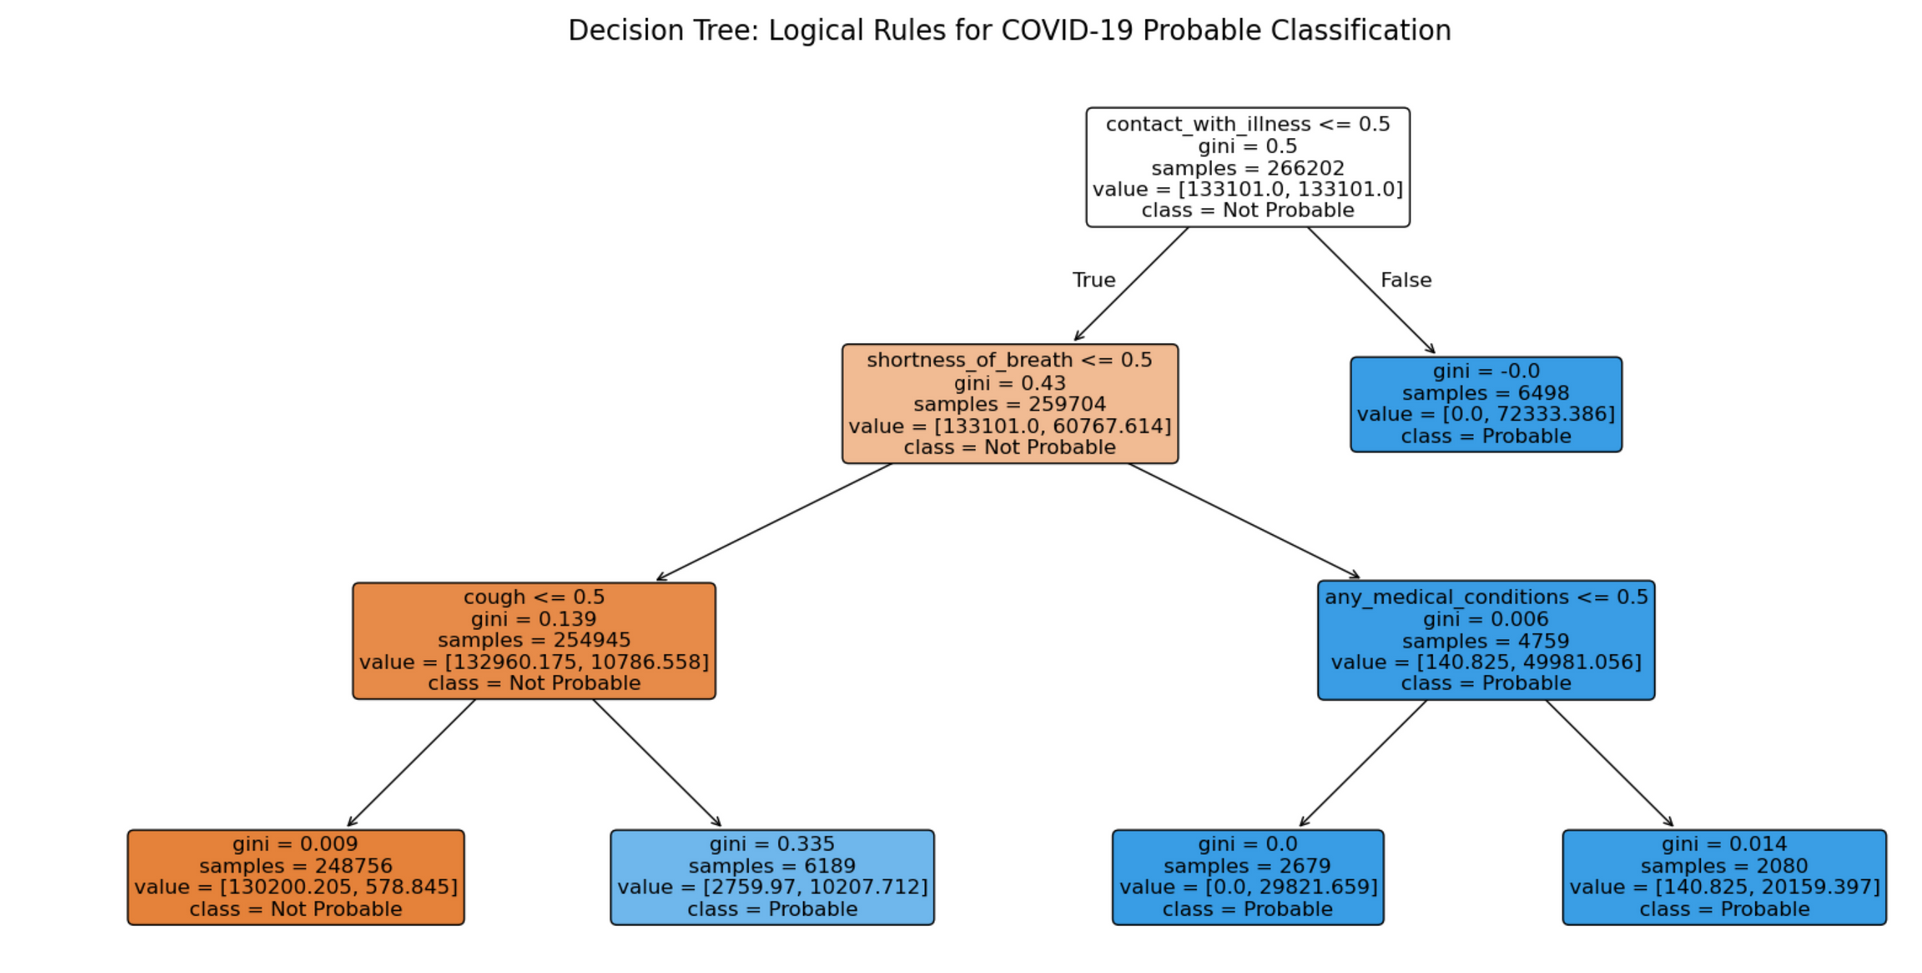 Decision Tree: Logical Rules for COVID-19 Probable Classification
contact_with_illness <= 0.5
gini = 0.5
samples = 266202
value = [133101.0, 133101.0]
class = Not Probable
True
False
shortness_of_breath <= 0.5
gini = 0.43
samples = 259704
value = [133101.0, 60767.614]
class = Not Probable
gini = -0.0
samples = 6498
value = [0.0, 72333.386]
class = Probable
cough <= 0.5
gini = 0.139
samples = 254945
value = [132960.175, 10786.558]
class = Not Probable
any_medical_conditions <= 0.5
gini = 0.006
samples = 4759
value = [140.825, 49981.056]
class = Probable
gini = 0.009
samples = 248756
value = [130200.205, 578.845]
class = Not Probable
gini = 0.335
samples = 6189
value = [2759.97, 10207.712]
class = Probable
gini = 0.0
samples = 2679
value = [0.0, 29821.659]
class = Probable
gini = 0.014
samples = 2080
value = [140.825, 20159.397]
class = Probable